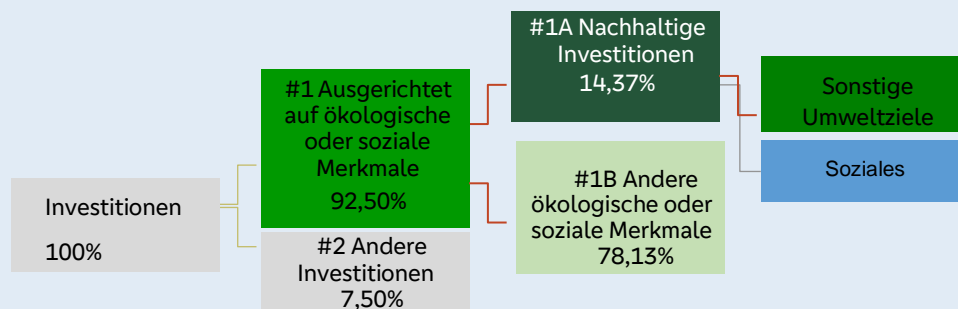 Investitionen
100%
#1 Ausgerichtet
auf ökologische
oder soziale
Merkmale
92,50%
#2 Andere
Investitionen
7,50%
#1A Nachhaltige
Investitionen
14,37%
#1B Andere
ökologische oder
soziale Merkmale
78,13%
Sonstige
Umweltziele
Soziales